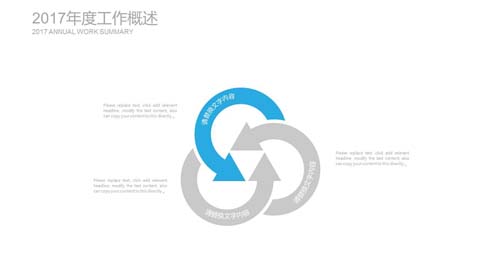 2017年度工作概述
2017 ANNUAL WORK SUMMARY
Please replace text, click add relevant
headline, modify the text content, also
can copy your content to this directly.
请替换文字内容
Please replace text, click add relevant
headline, modify the text content, also
can copy your content to this directly.
Please replace text, click add relevant
headline, modify the text content, also
can copy your content to this directly.
请替换文字内容
请替换文字内容